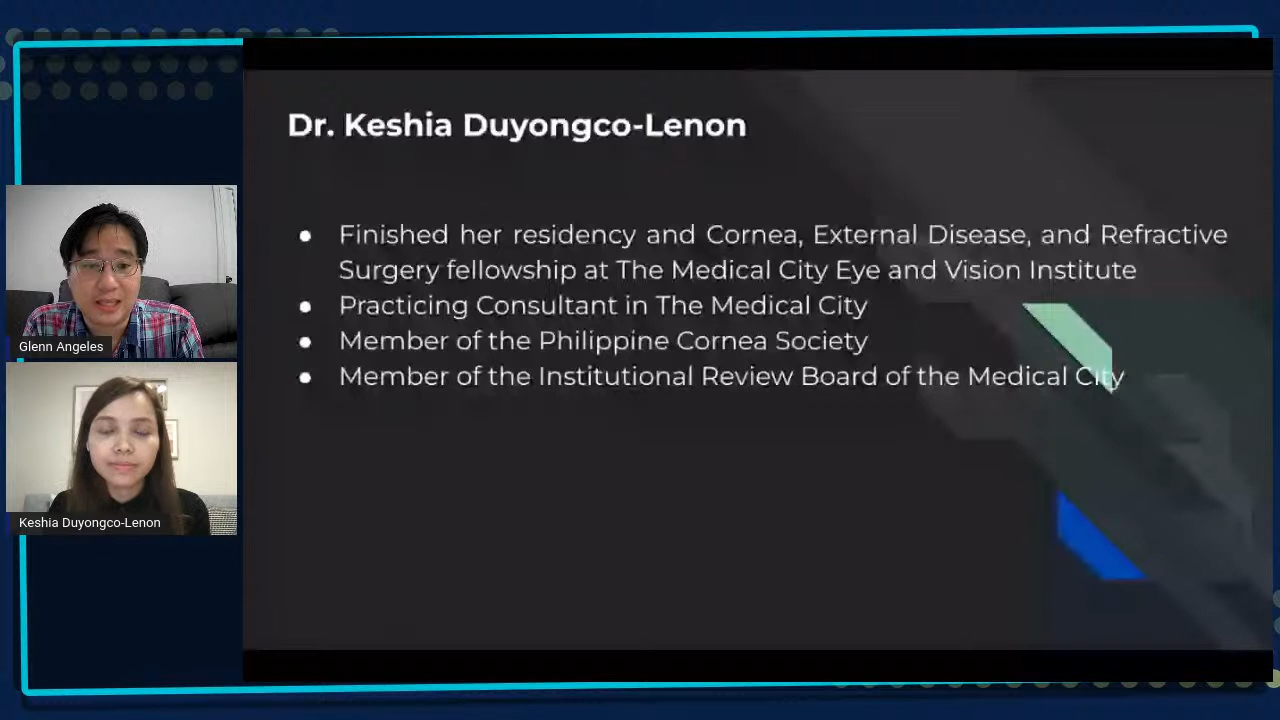 Dr. Keshia Duyongco-Lenon
● Finished her residency and Cornea, External Disease, and Refractive
Surgery fellowship at The Medical City Eye and Vision Institute
● Practicing Consultant in The Medical City
● Member of the Philippine Cornea Society
● Member of the Institutional Review Board of the Medical City
Glenn Angeles
Keshia Duyongco-Lenon